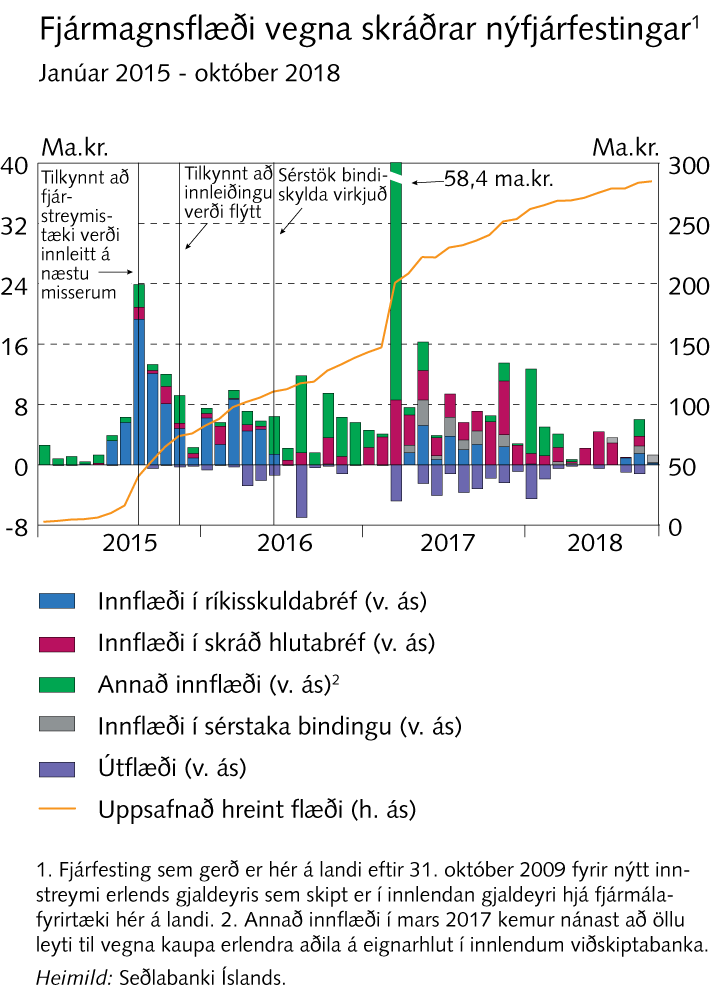 Fjármagnsflæði vegna skráðrar nýfjárfestingar¹
Janúar 2015 - október 2018
Ma.kr.
Ma.kr.
40
32
24
16
8
0
-8
300
250
200
150
100
50
0
Tilkynnt að
fjár-
streymis-
tæki verði
innleitt á
næstu
misserum
Tilkynnt að
innleiðingu
verði flýtt
Sérstök bindi-
skylda virkjuð
58,4 ma.kr.
2015
2016
2017
2018
Innflæði í ríkisskuldabréf (v. ás)
Innflæði í skráð hlutabréf (v. ás)
Annað innflæði (v. ás)²
Innflæði í sérstaka bindingu (v. ás)
Útflæði (v. ás)
Uppsafnað hreint flæði (h. ás)
1. Fjárfesting sem gerð er hér á landi eftir 31. október 2009 fyrir nýtt inn-
streymi erlends gjaldeyris sem skipt er í innlendan gjaldeyri hjá fjármála-
fyrirtæki hér á landi. 2. Annað innflæði í mars 2017 kemur nánast að öllu
leyti til vegna kaupa erlendra aðila á eignarhlut í innlendum viðskiptabanka.
Heimild: Seðlabanki Íslands.